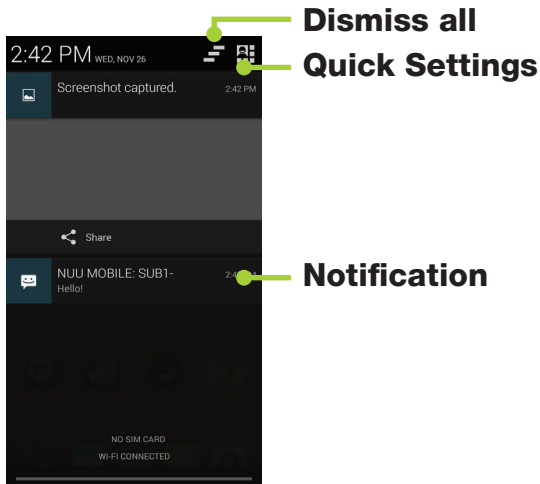 Dismiss all
2:42 PM WED, NOV 26
Quick Settings
Screenshot captured. 2:42 PM
Share
NUU MOBILE: SUB1-
Notification
Hello!
NO SIM CARD
WI-FI CONNECTED